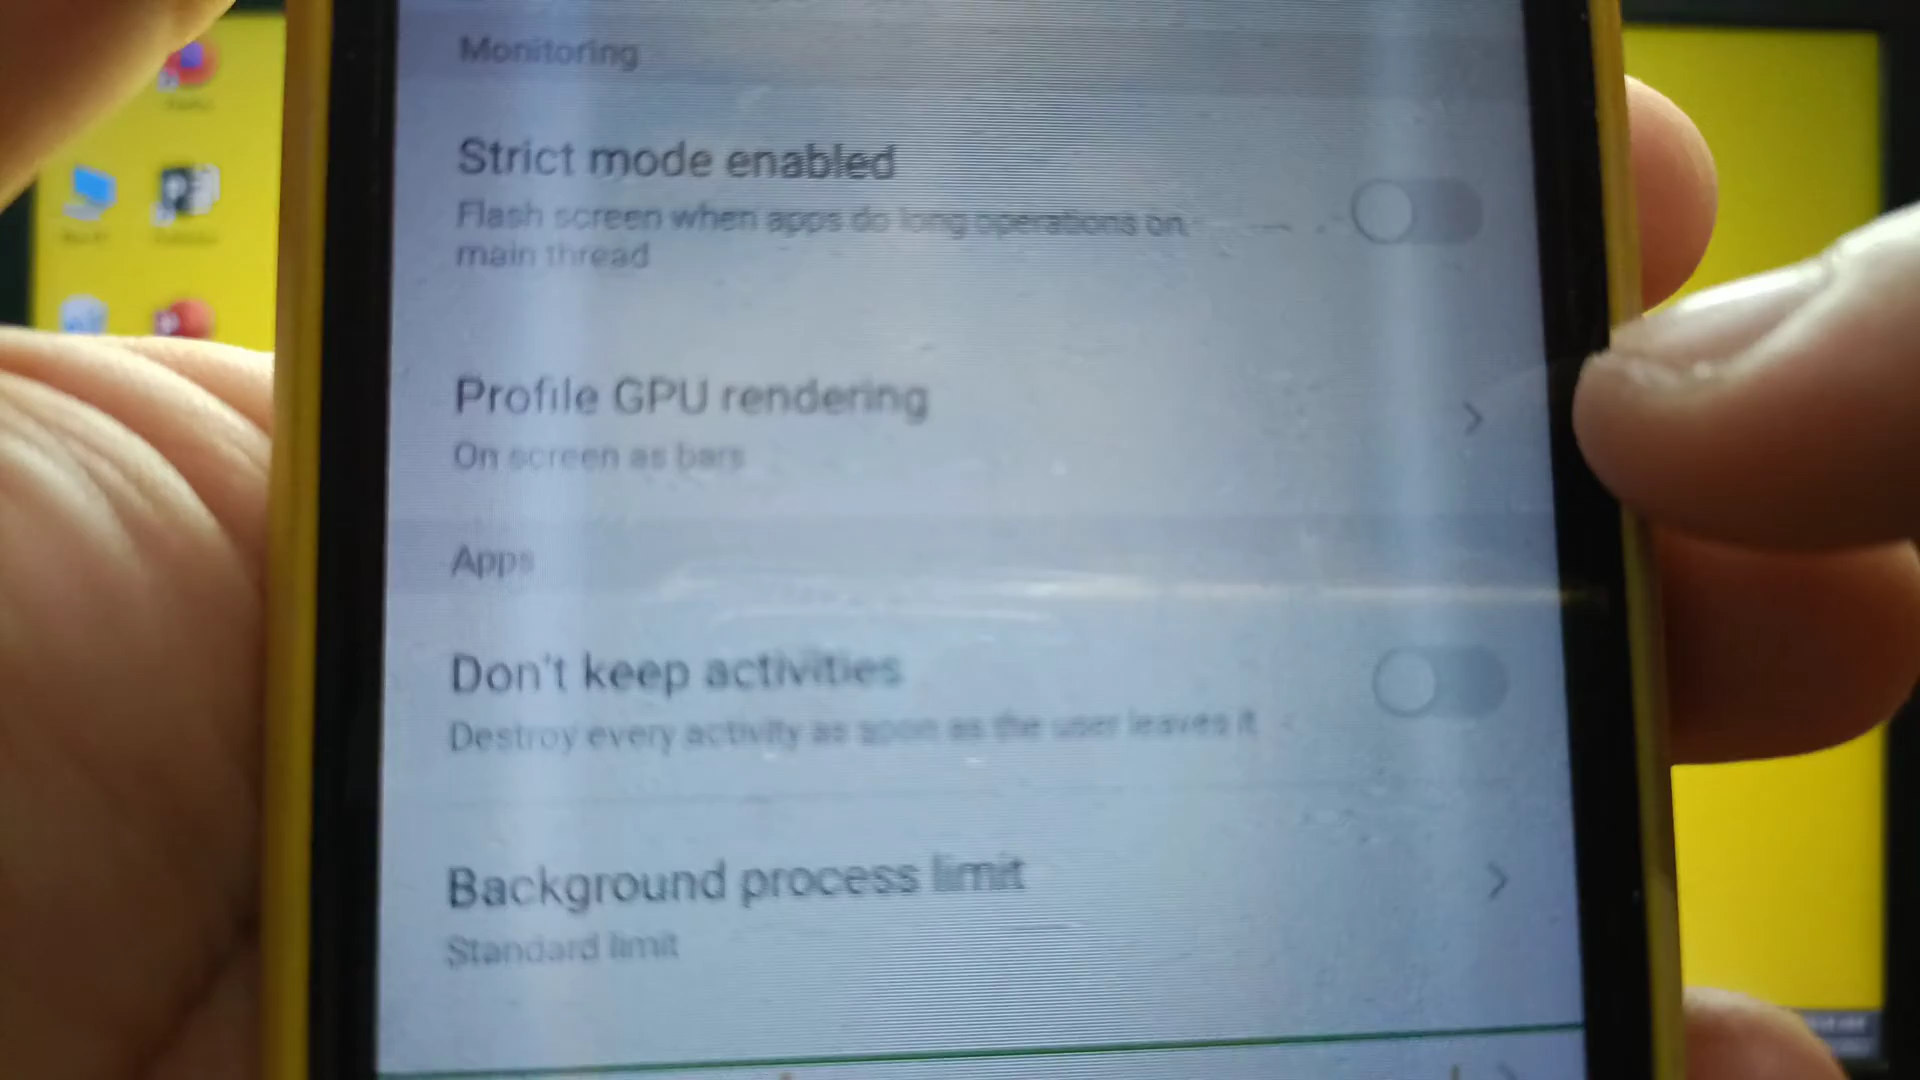 Monitoring
Strict mode enabled
Flash screen when apps do long operations on
main thread
Profile GPU rendering
On screen as bars
Apps
Don't keep activities
Destroy every activity as soon as the user leaves it
Background process limit
Standard limit